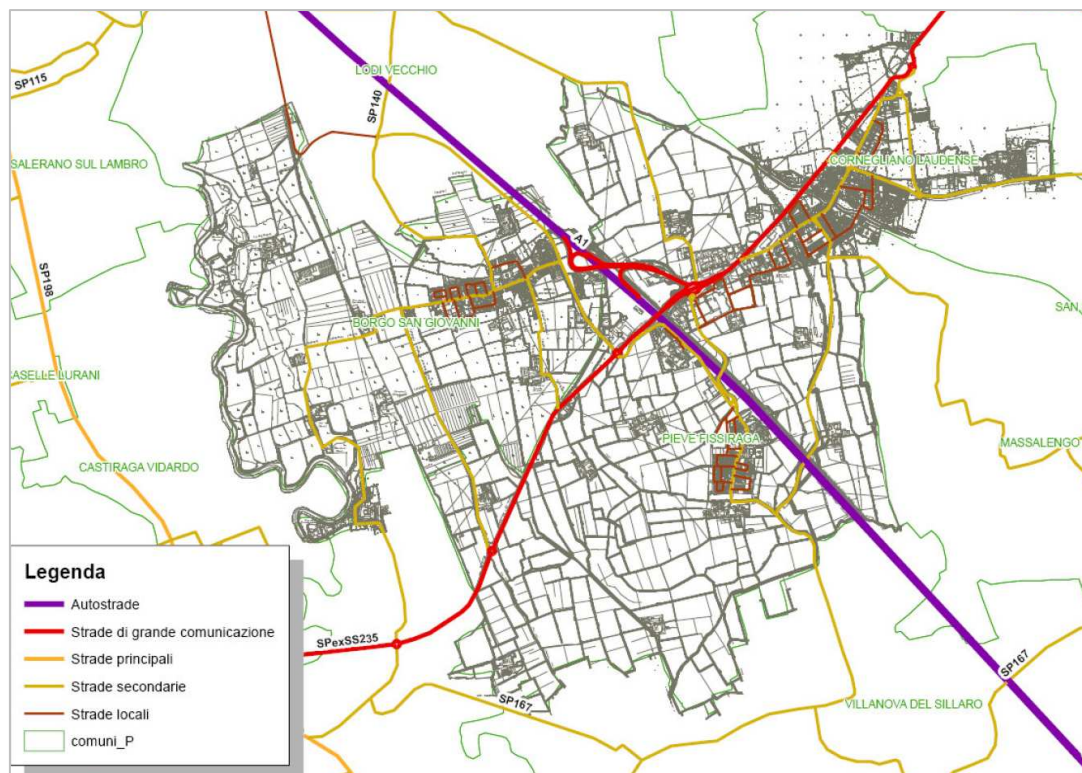 LODI VECCHIO
SP115
SP140
SALERANO SUL LAMBRO
CORNEGLIANO LAUDENSE
A1
SP198
SAN
BORGO SAN GIOVANNI
CASELLE LURANI
PIEVE FISSIRAGA
MASSALENGO
CASTIRAGA VIDARDO
Legenda
Autostrade
Strade di grande comunicazione
Strade principali
Strade secondarie
Strade locali
comuni_P
SPexSS235
SP167
SP167
VILLANOVA DEL SILLARO